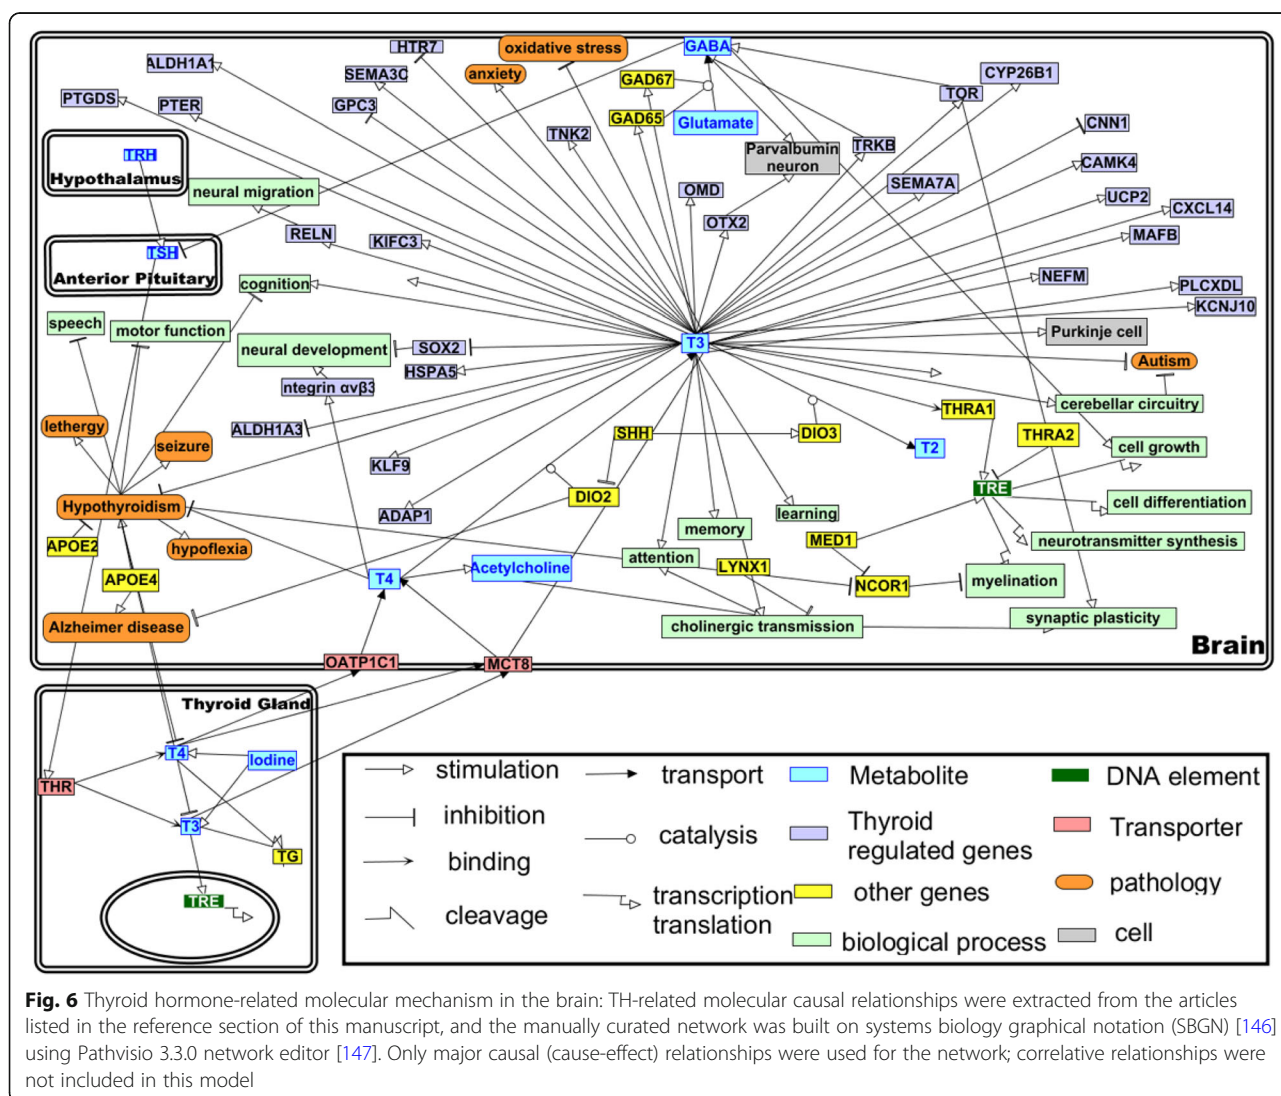 HTR7
oxidative stress
GABA
ALDH1A1
SEMA3C
anxiety
GAD67
CYP26B1
PTGDS
PTER
GPC3
TOR
GAD65
Glutamate
CNN1
TNK2
TRKB
Parvalbumin
neuron
TRH
Hypothalamus
CAMK4
neural migration
OMD
SEMA7A
UCP2
CXCL14
RELN
KIFC3
OTX2
MAFB
TSH
Anterior Pituitary
cognition
NEFM
PLCXDL
KCNJ10
speech
motor function
Purkinje cell
T3
neural development
SOX2
Autism
HSPA5
ntegrin αvβ3
THRA1
cerebellar circuitry
lethergy
ALDH1A3
SHH
DIO3
THRA2
seizure
T2
cell growth
KLF9
TRE
DIO2
Hypothyroidism
cell differentiation
ADAP1
learning
memory
APOE2
hypoflexia
MED1
neurotransmitter synthesis
attention
Acetylcholine
LYNX1
APOE4
T4
NCOR1
myelination
Alzheimer disease
cholinergic transmission
synaptic plasticity
Brain
OATP1C1
MCT8
Thyroid Gland
T4
Iodine
THR
T3
TG
TRE
stimulation
transport
Metabolite
DNA element
inhibition
catalysis
Thyroid
regulated genes
Transporter
binding
other genes
pathology
cleavage
transcription
translation
biological process
cell
Fig. 6 Thyroid hormone-related molecular mechanism in the brain: TH-related molecular causal relationships were extracted from the articles
listed in the reference section of this manuscript, and the manually curated network was built on systems biology graphical notation (SBGN) [146]
using Pathvisio 3.3.0 network editor [147]. Only major causal (cause-effect) relationships were used for the network; correlative relationships were
not included in this model